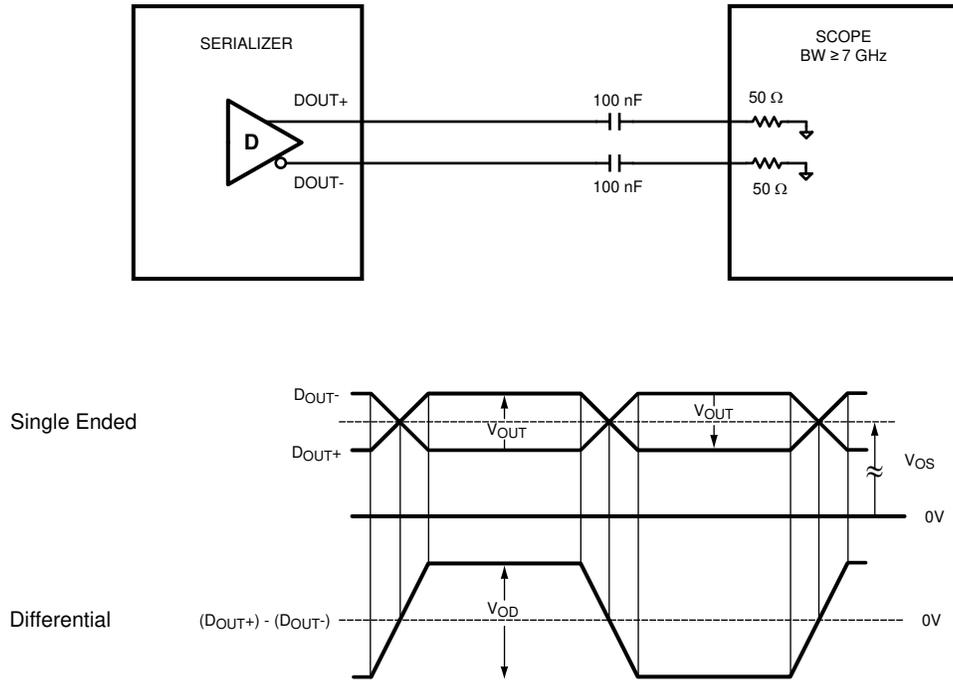 SERIALIZER
SCOPE
BW ≥ 7 GHz
DOUT+
100 nF
50 Ω
D
DOUT-
100 nF
50 Ω
Single Ended
DOUT-
VOUT
VOUT
DOUT+
VOS
0V
Differential
(DOUT+) - (DOUT-)
VOD
0V